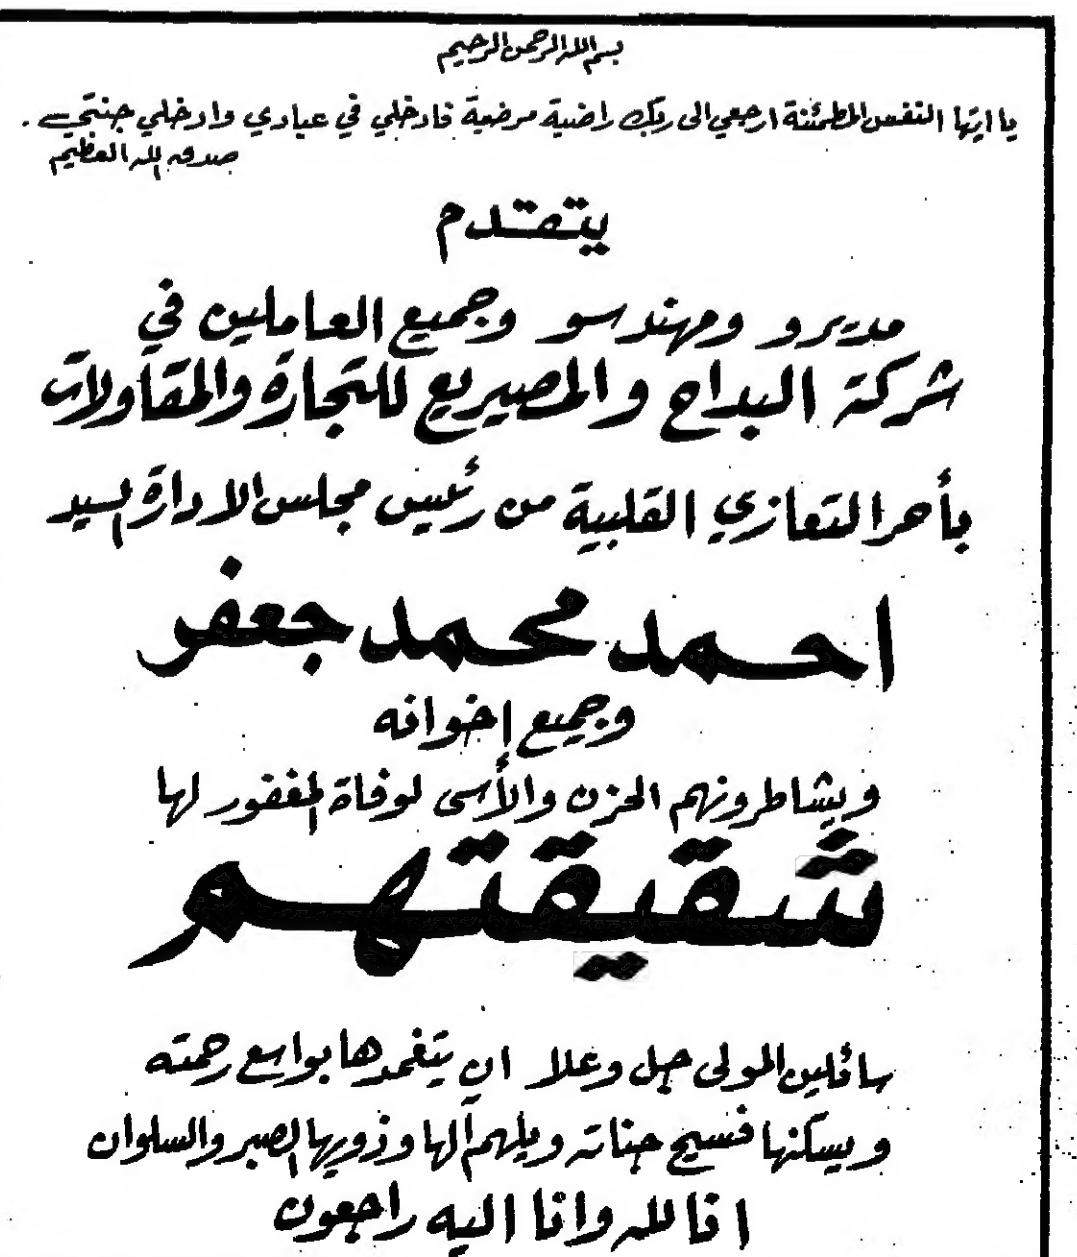 بسم الله الرحمن الرحيم
يا ايتها النفس المطمئنة ارجعي الى ربك راضية مرضية فادخلي في عبادي وادخلي جنتي .
صدق الله العظيم
يتقدم
مديرو ومهندسو وجميع العاملين في
شركة البداح والمصيريع للتجارة والمقاولات
بأحر التعازي القلبية من رئيس مجلس الادارة السيد
احمد محمد جعفر
وجميع إخوانه
ويشاطرونهم الحزن والأسى لوفاة المغفور لها
شقيقتهم
سائلين المولى جل وعلا ان يتغمدها بواسع رحمته
ويسكنها فسيح جناته ويلهم آلها وذويها الصبر والسلوان
انا لله وانا اليه راجعون